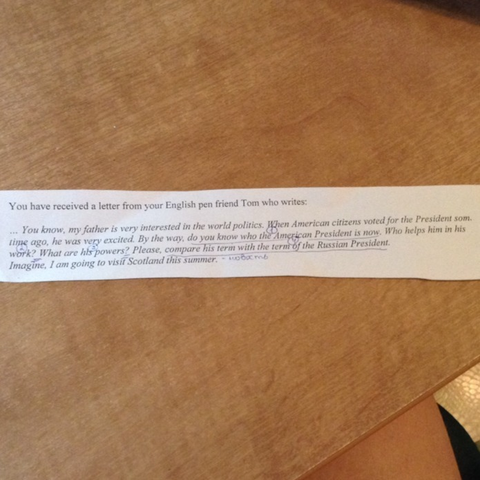 You have received a letter from your English pen friend Tom who writes:
... You know, my father is very interested in the world politics. When American citizens voted for the President som.
time ago, he was very excited. By the way, do you know who the American President is now. Who helps him in his
work? What are his powers? Please, compare his term with the term of the Russian President.
Imagine, I am going to visit Scotland this summer.